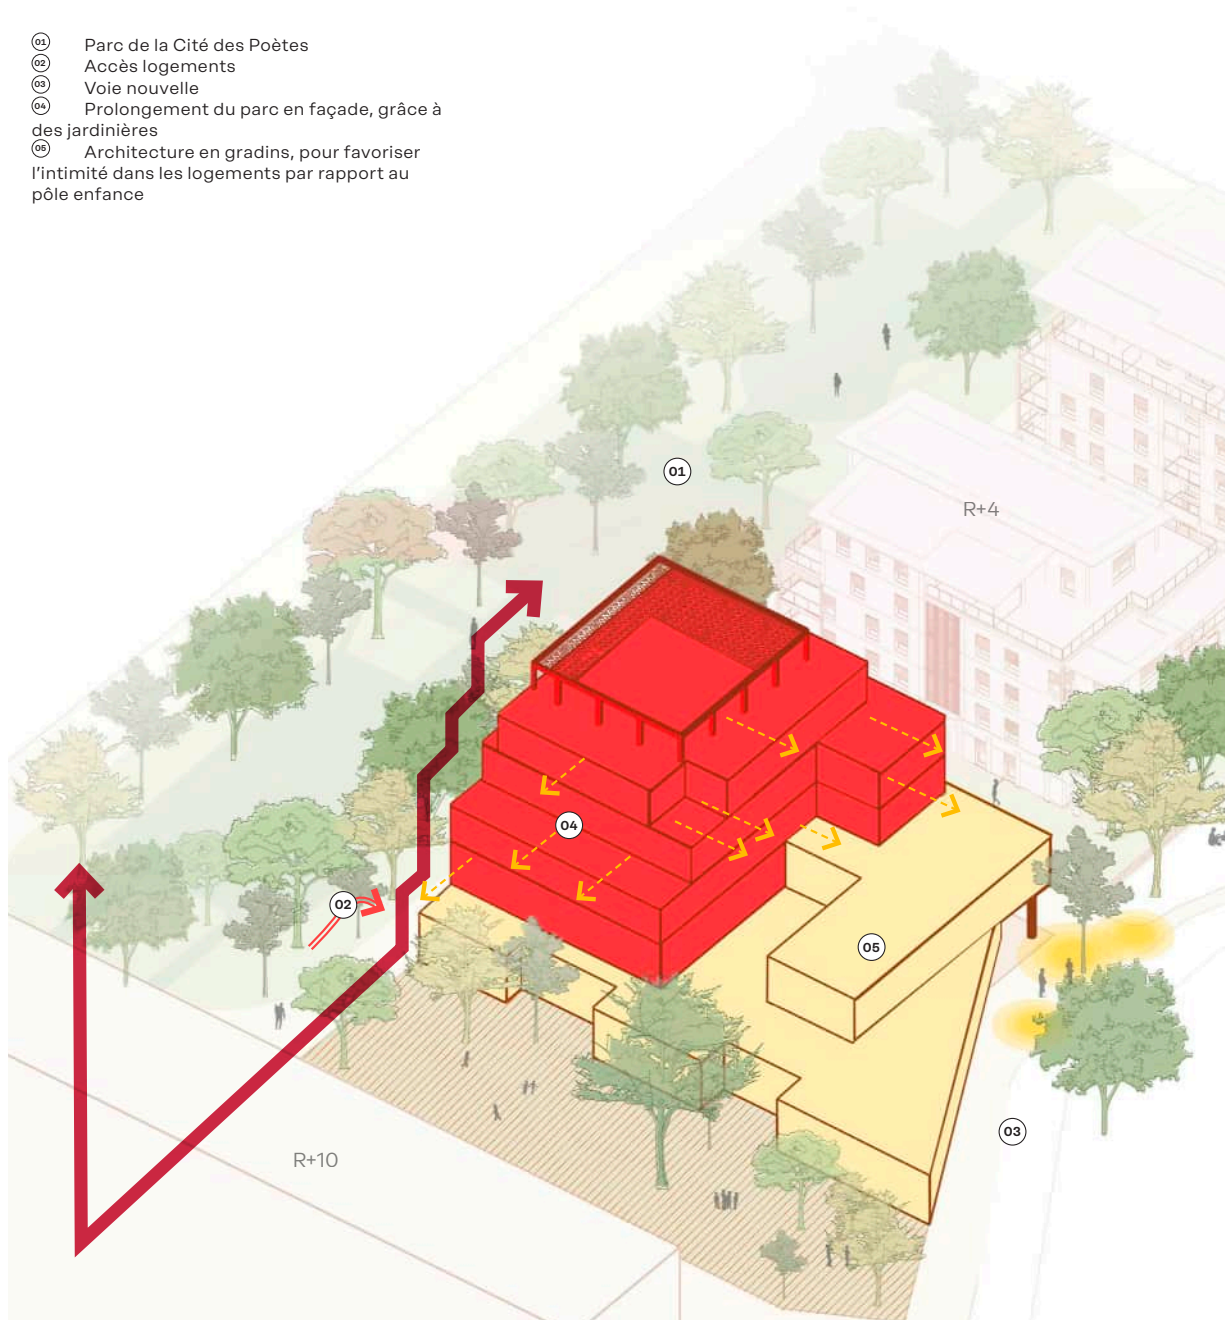 01 Parc de la Cité des Poètes
02 Accès logements
03 Voie nouvelle
04 Prolongement du parc en façade, grâce à
des jardinières
05 Architecture en gradins, pour favoriser
l'intimité dans les logements par rapport au
pôle enfance
01
R+4
04
02
05
03
R+10